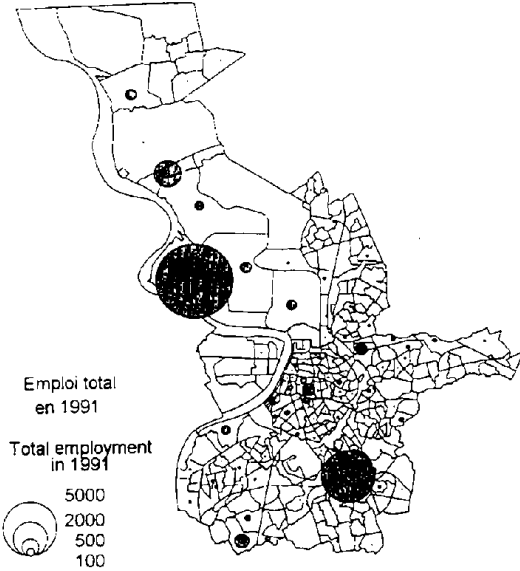 Emploi total
en 1991
Total employment
in 1991
5000
2000
500
100